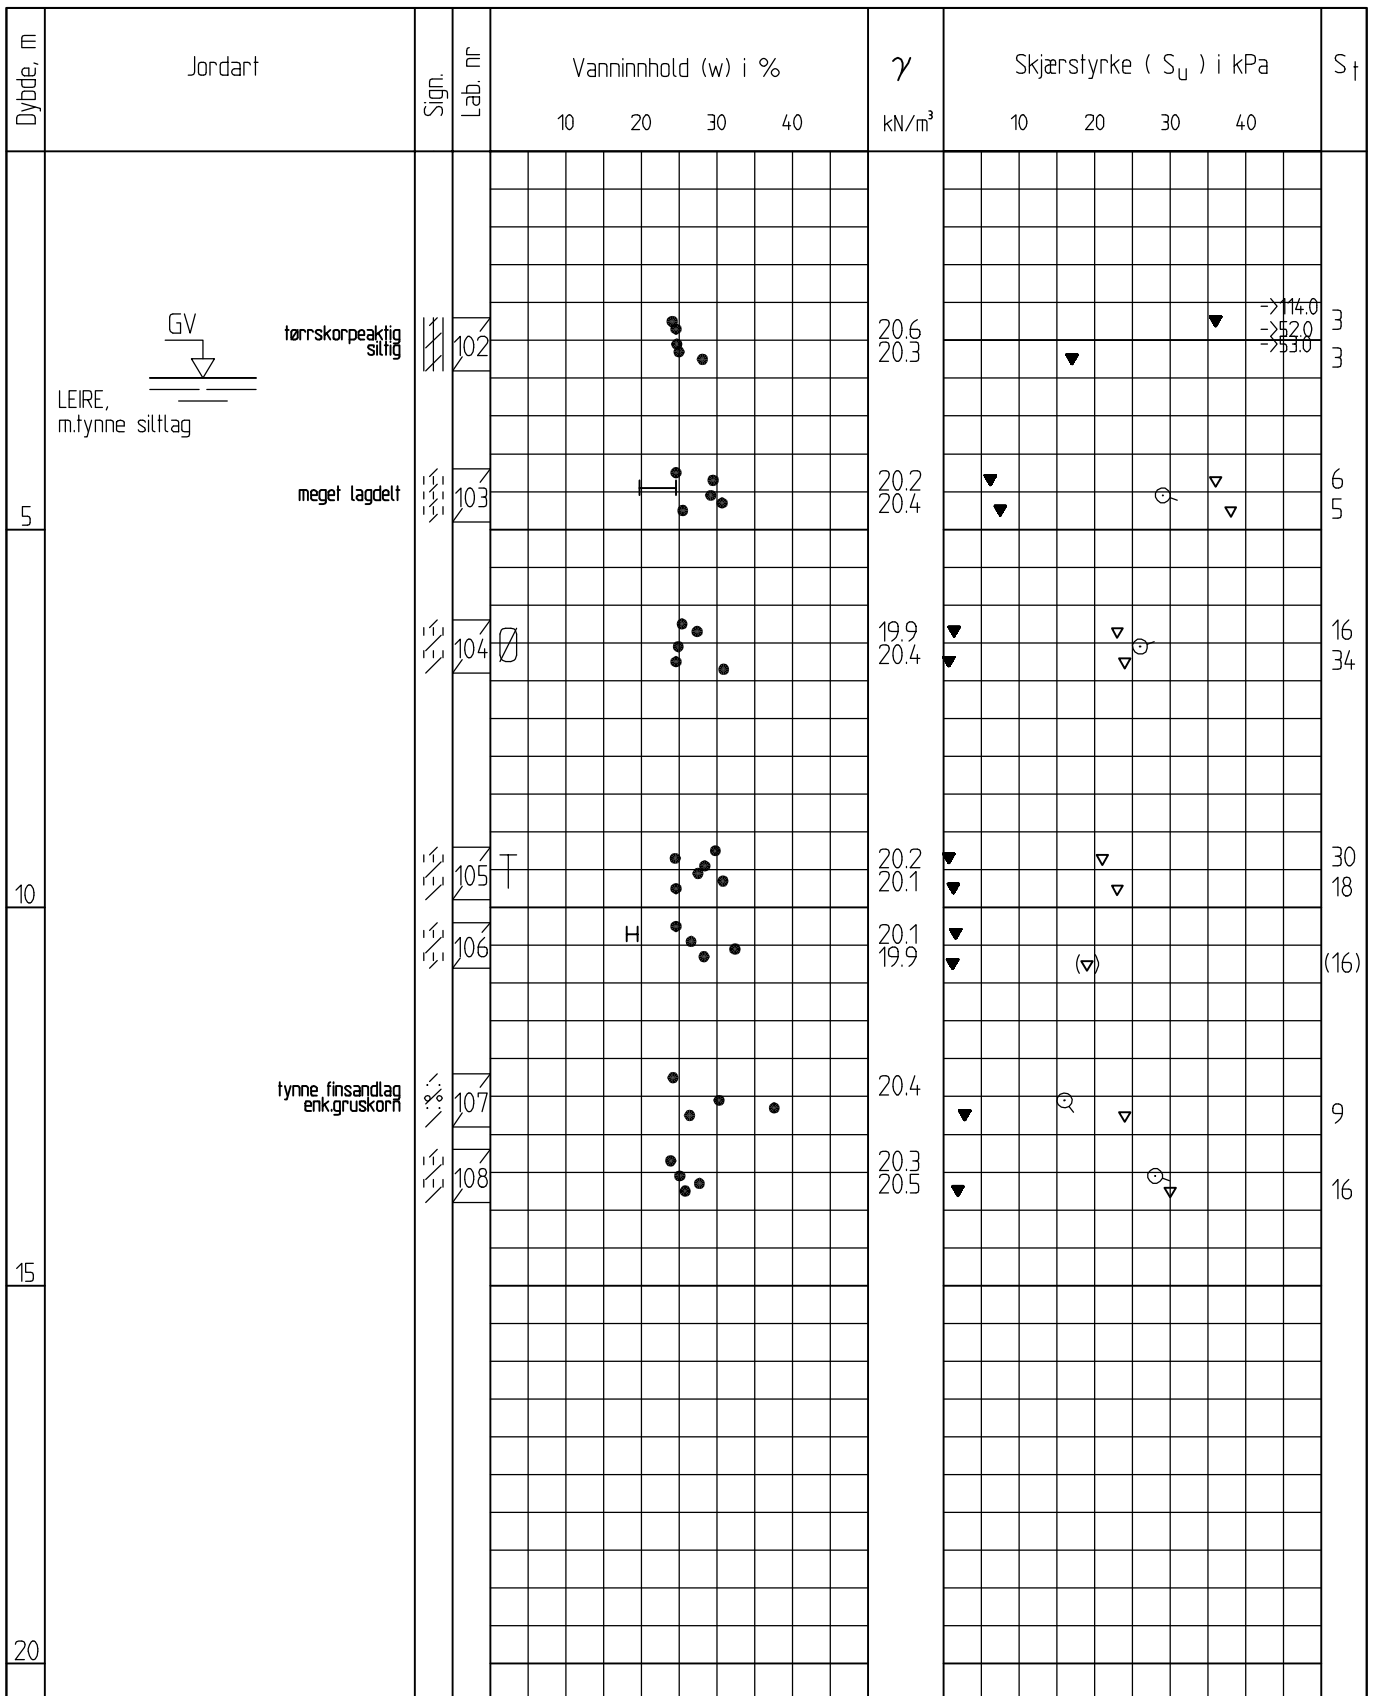 Dybde, m
Jordart
Sign.
Lab. nr
Vanninnhold (w) i %
10 20 30 40
γ
kN/m³
Skjærstyrke ( Su ) i kPa
10 20 30 40
St
GV
tørrskorpeaktig
siltig
102
20.6
20.3
->114.0
->52.0
->53.0
3
3
LEIRE,
m.tynne siltlag
meget lagdelt
103
20.2
20.4
6
5
5
104
Ø
19.9
20.4
16
34
105
T
20.2
20.1
30
18
10
106
20.1
19.9
(16)
tynne finsandlag
enk.gruskorn
107
20.4
9
108
20.3
20.5
16
15
20